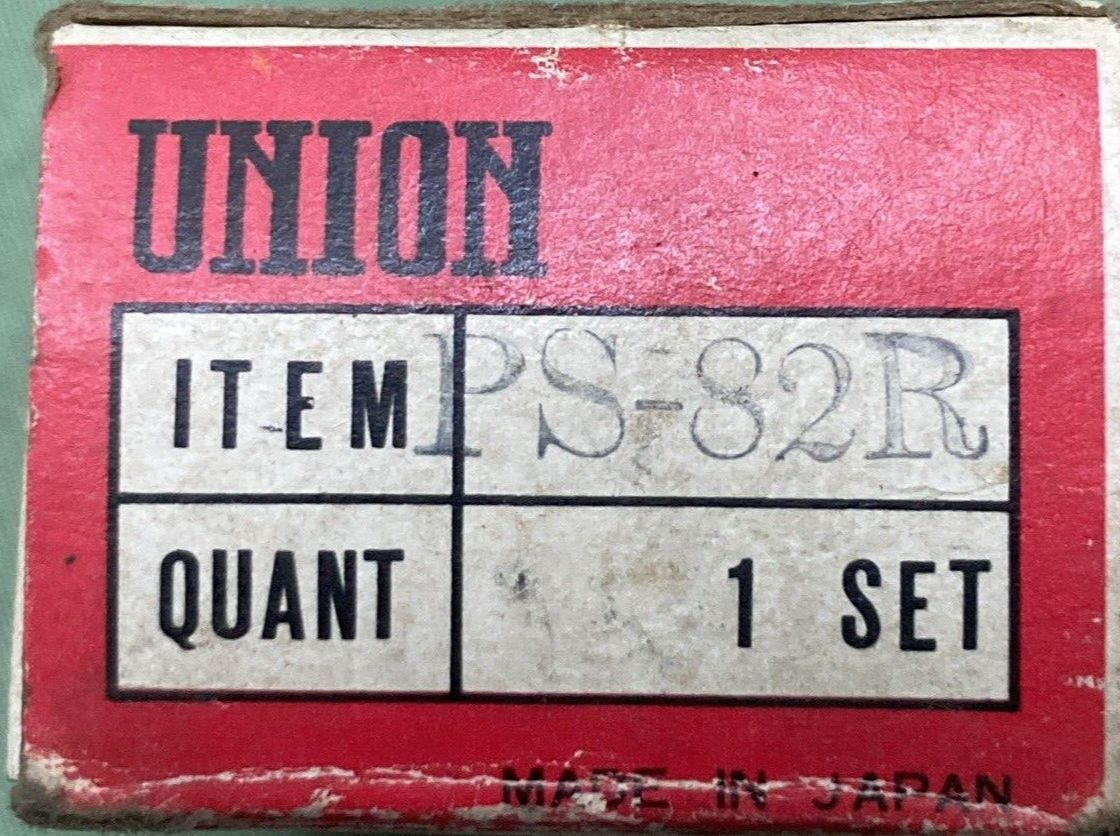 UNION
ITEM PS-82R
QUANT 1 SET
MADE IN JAPAN